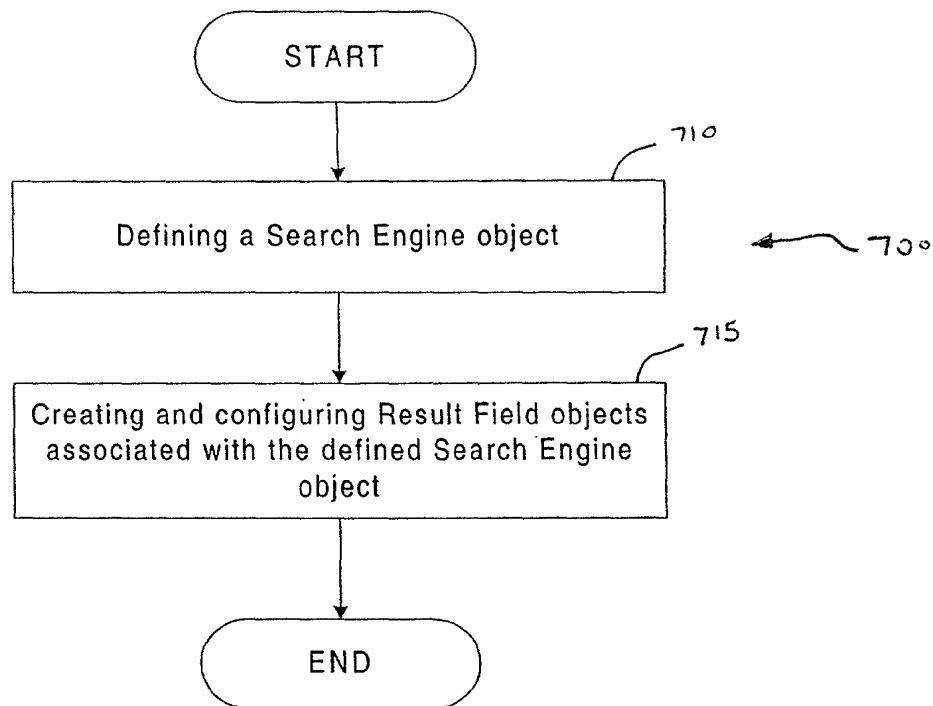 START
710
Defining a Search Engine object
700
715
Creating and configuring Result Field objects
associated with the defined Search Engine
object
END